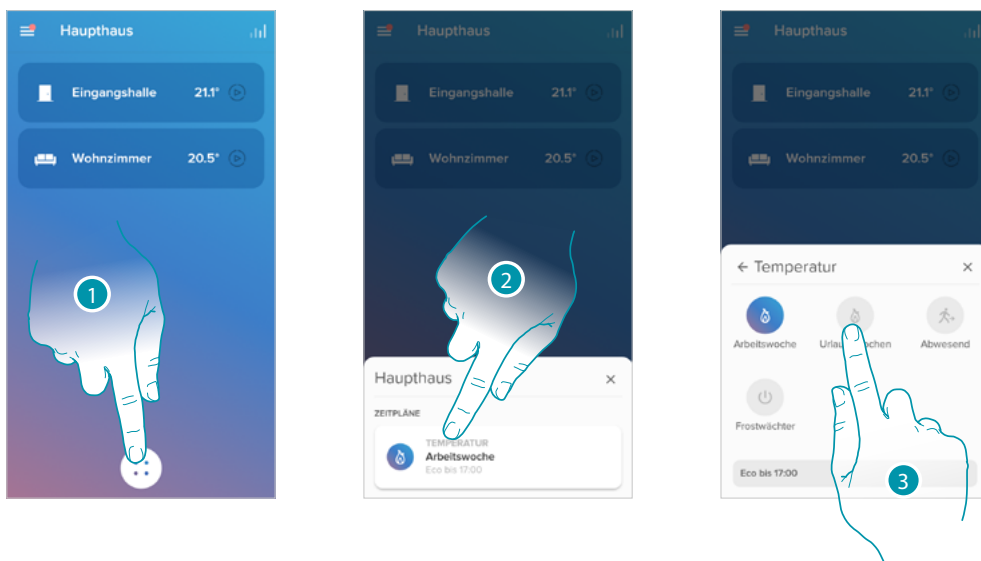 Haupthaus
Eingangshalle 21.1°
Wohnzimmer 20.5°
1
Haupthaus
Eingangshalle 21.1°
Wohnzimmer 20.5°
2
Haupthaus
ZEITPLÄNE
TEMPERATUR
Arbeitswoche
Eco bis 17:00
Haupthaus
Eingangshalle 21.1°
Wohnzimmer 20.5°
Temperatur
Arbeitswoche Abwesend
Frostwächter
Eco bis 17:00
3